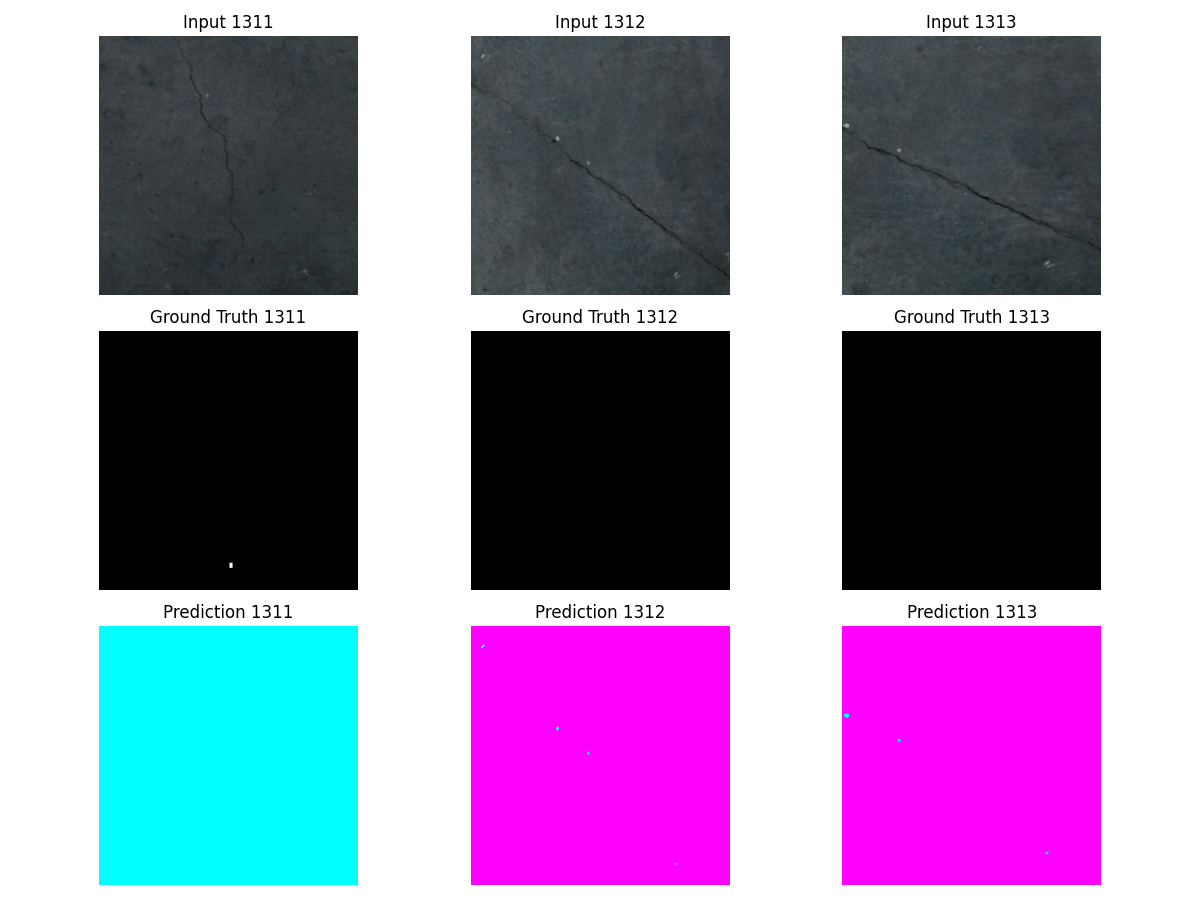 Input 1311
Input 1312
Input 1313
Ground Truth 1311
Ground Truth 1312
Ground Truth 1313
Prediction 1311
Prediction 1312
Prediction 1313